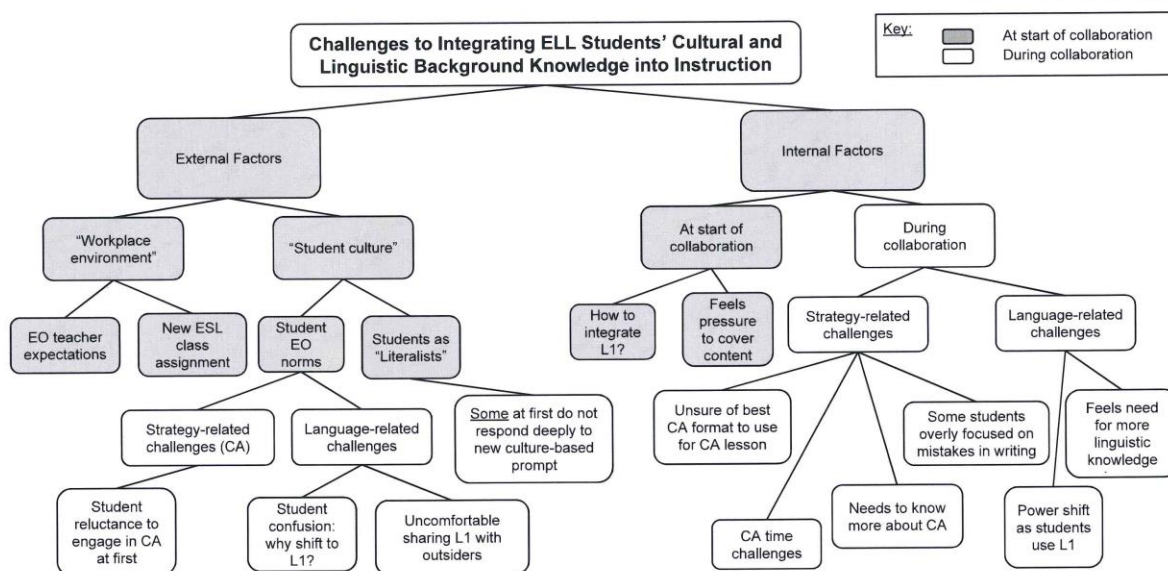 Challenges to Integrating ELL Students' Cultural and
Linguistic Background Knowledge into Instruction
Key:
At start of collaboration
During collaboration
External Factors
Internal Factors
"Workplace
environment"
"Student culture"
At start of
collaboration
During
collaboration
EO teacher
expectations
New ESL
class
assignment
Student
EO
norms
Students as
"Literalists"
How to
integrate
L1?
Feels
pressure
to cover
content
Strategy-related
challenges
Language-related
challenges
Strategy-related
challenges (CA)
Language-related
challenges
Some at first do not
respond deeply to
new culture-based
prompt
Unsure of best
CA format to use
for CA lesson
Some students
overly focused on
mistakes in writing
Feels need
for more
linguistic
knowledge
Student
reluctance to
engage in CA
at first
Student
confusion:
why shift to
L1?
Uncomfortable
sharing L1 with
outsiders
CA time
challenges
Needs to know
more about CA
Power shift
as students
use L1